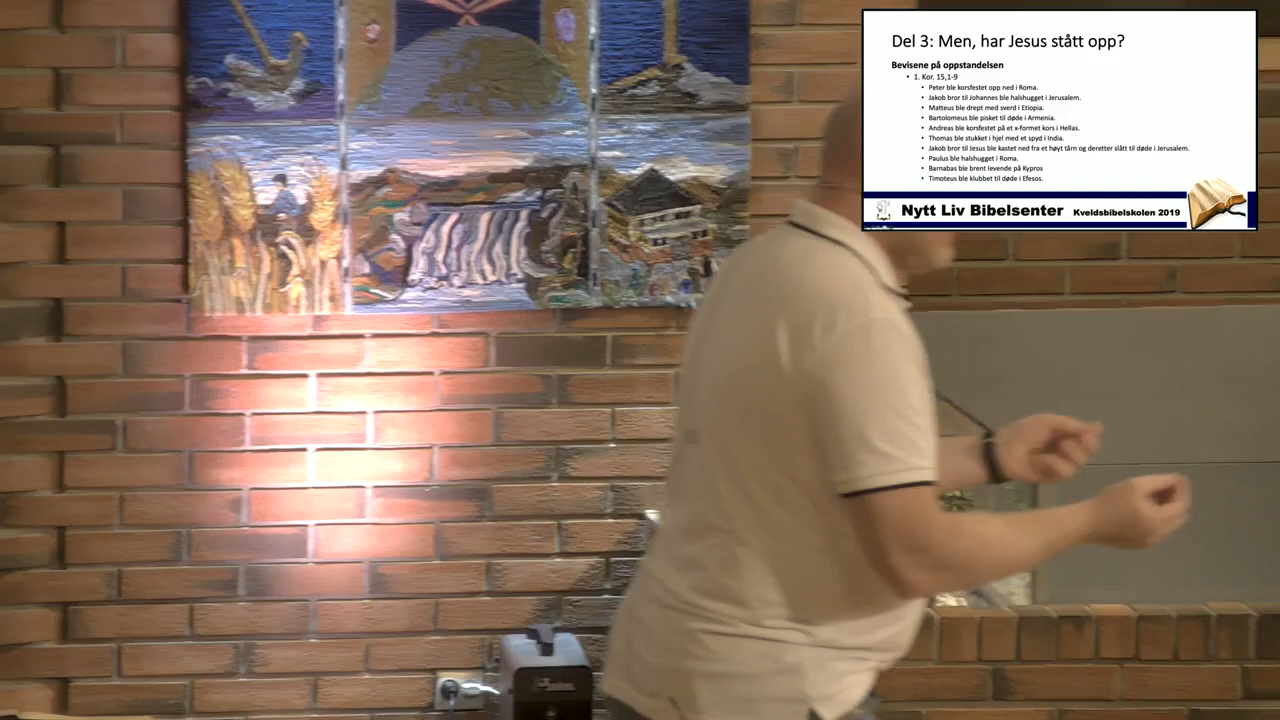 Del 3: Men, har Jesus stått opp?
Bevisene på oppstandelsen
• 1. Kor. 15,1-9
• Peter ble korsfestet opp ned i Roma.
• Jakob bror til Johannes ble halshugget i Jerusalem.
• Matteus ble drept med sverd i Etiopia.
• Bartolomeus ble pisket til døde i Armenia.
• Andreas ble korsfestet på et x-formet kors i Hellas.
• Thomas ble stukket i hjel med et spyd i India.
• Jakob bror til Jesus ble kastet ned fra et høyt tårn og deretter slått til døde i Jerusalem.
• Paulus ble halshugget i Roma.
• Barnabas ble brent levende på Kypros
• Timoteus ble klubbet til døde i Efesos.
Nytt Liv Bibelsenter Kveldsbibelskolen 2019